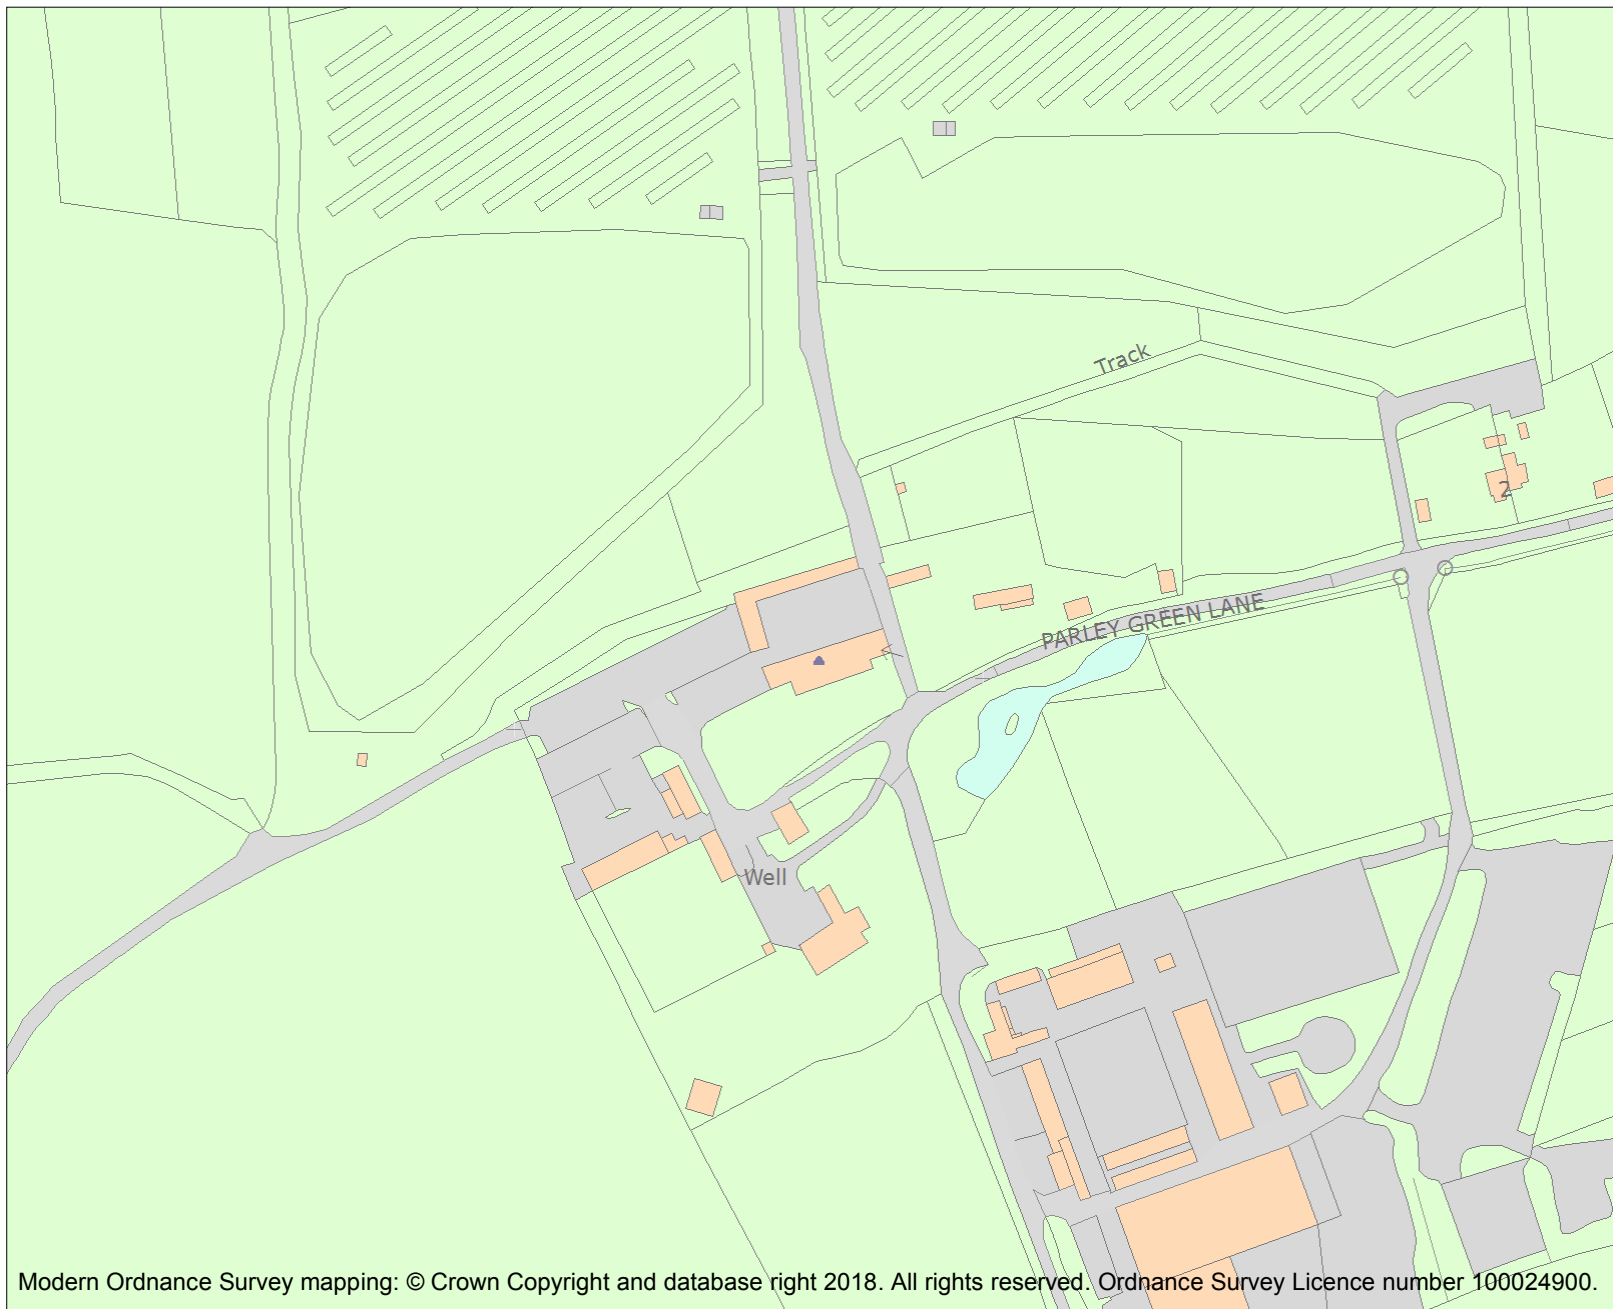 Track
2
PARLEY GREEN LANE
Well
Modern Ordnance Survey mapping: © Crown Copyright and database right 2018. All rights reserved. Ordnance Survey Licence number 100024900.